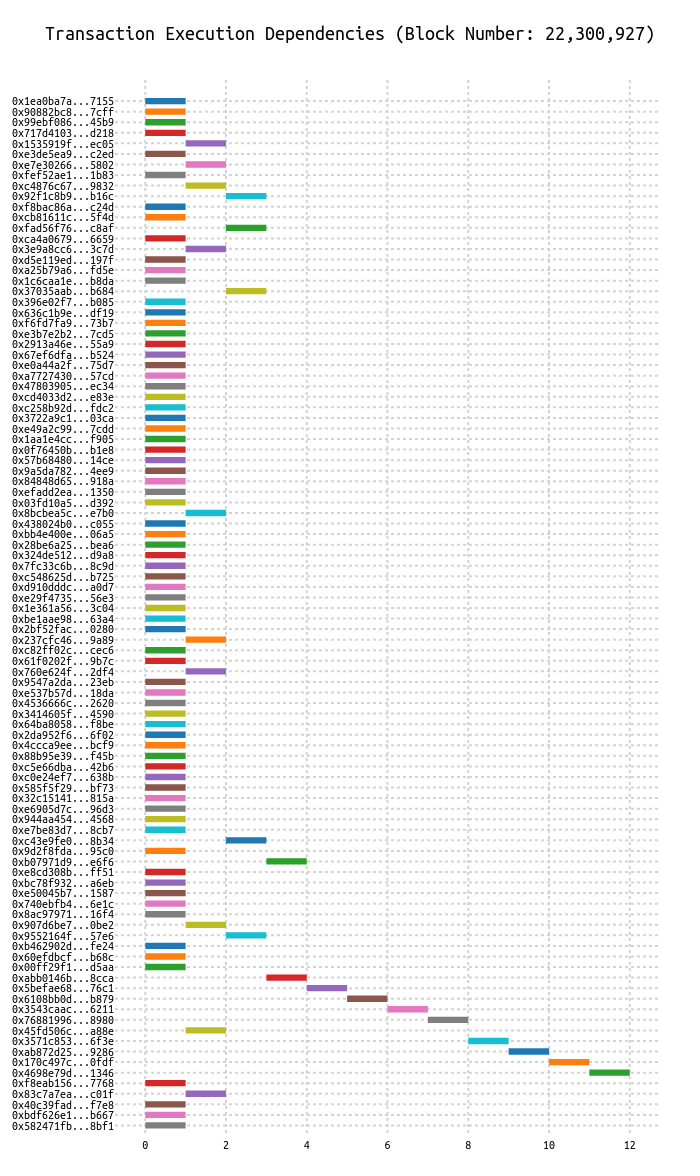 Transaction Execution Dependencies (Block Number: 22,300,927)
0x1ea0ba7a...7155
0x90882bc8...7cff
0x99ebf086...45b9
0x717d4103...d218
0x1535919f...ec05
0xe3de5ea9...c2ed
0xe7e30266...5802
0xfef52ae1...1b83
0xc4876c67...9832
0x92f1c8b9...b16c
0xf8bac86a...c24d
0xcb81611c...5f4d
0xfad56f76...c8af
0xca4a0679...6659
0x3e9a8cc6...3c7d
0xd5e119ed...197f
0xa25b79a6...fd5e
0x1c6caa1e...b8da
0x37035aab...b684
0x396e02f7...b085
0x636c1b9e...df19
0xf6fd7fa9...73b7
0xe3b7e2b2...7cd5
0x2913a46e...55a9
0x67ef6dfa...b524
0xe0a44a2f...75d7
0xa7727430...57cd
0x47803905...ec34
0xcd4033d2...e83e
0xc258b92d...fdc2
0x3722a9c1...03ca
0xe49a2c99...7cdd
0x1aa1e4cc...f905
0x0f76450b...b1e8
0x57b68480...14ce
0x9a5da782...4ee9
0x84848d65...918a
0xefadd2ea...1350
0x03fd10a5...d392
0x8bcbea5c...e7b0
0x438024b0...c055
0xbb4e400e...06a5
0x28be6a25...bea6
0x324de512...d9a8
0x7fc33c6b...8c9d
0xc548625d...b725
0xd910dddc...a0d7
0xe29f4735...56e3
0x1e361a56...3c04
0xbe1aae98...63a4
0x2bf52fac...0280
0x237cfc46...9a89
0xc82ff02c...cec6
0x61f0202f...9b7c
0x760e624f...2df4
0x9547a2da...23eb
0xe537b57d...18da
0x4536666c...2620
0x3414605f...4590
0x64ba8058...f8be
0x2da952f6...6f02
0x4ccca9ee...bcf9
0x88b95e39...f45b
0xc5e66dba...42b6
0xc0e24ef7...638b
0x585f5f29...bf73
0x32c15141...815a
0xe6905d7c...96d3
0x944aa454...4568
0xe7be83d7...8cb7
0xc43e9fe0...8b34
0x9d2f8fda...95c0
0xb07971d9...e6f6
0xe8cd308b...ff51
0xbc78f932...a6eb
0xe50045b7...1587
0x740ebfb4...6e1c
0x8ac97971...16f4
0x907d6be7...0be2
0x9552164f...57e6
0xb462902d...fe24
0x60efdbcf...b68c
0x00ff29f1...d5aa
0xabb0146b...8cca
0x5befae68...76c1
0x6108bb0d...b879
0x3543caac...6211
0x76881996...8980
0x45fd506c...a88e
0x3571c853...6f3e
0xab872d25...9286
0x170c497c...0fdf
0x4698e79d...1346
0xf8eab156...7768
0x83c7a7ea...c01f
0x40c39fad...f7e8
0xbdf626e1...b667
0x582471fb...8bf1
0 2 4 6 8 10 12